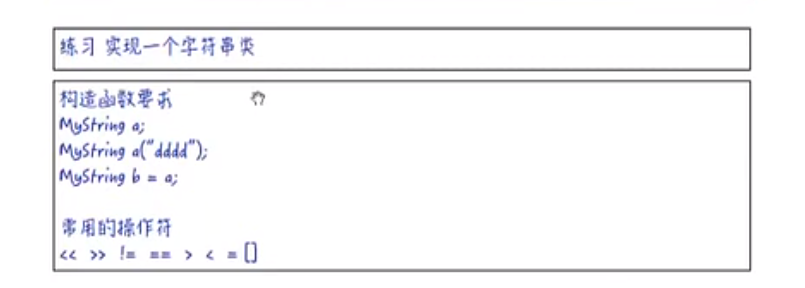 练习 实现一个字符串类
构造函数要求
MyString a;
MyString a("dddd");
MyString b = a;
常用的操作符
<< >> != == > < = []